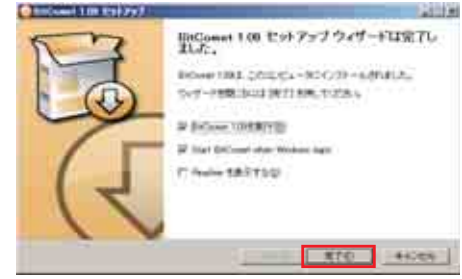 BitComet 1.08 セットアップ
BitComet 1.08 セットアップ ウィザードは完了し
ました。
BitComet 1.08は、このコンピュータにインストールされました。
ウィザードを閉じるには [完了] を押してください。
BitComet 1.08を実行(R)
Start BitComet when Windows login
Readme を表示する(S)
完了(F)
キャンセル